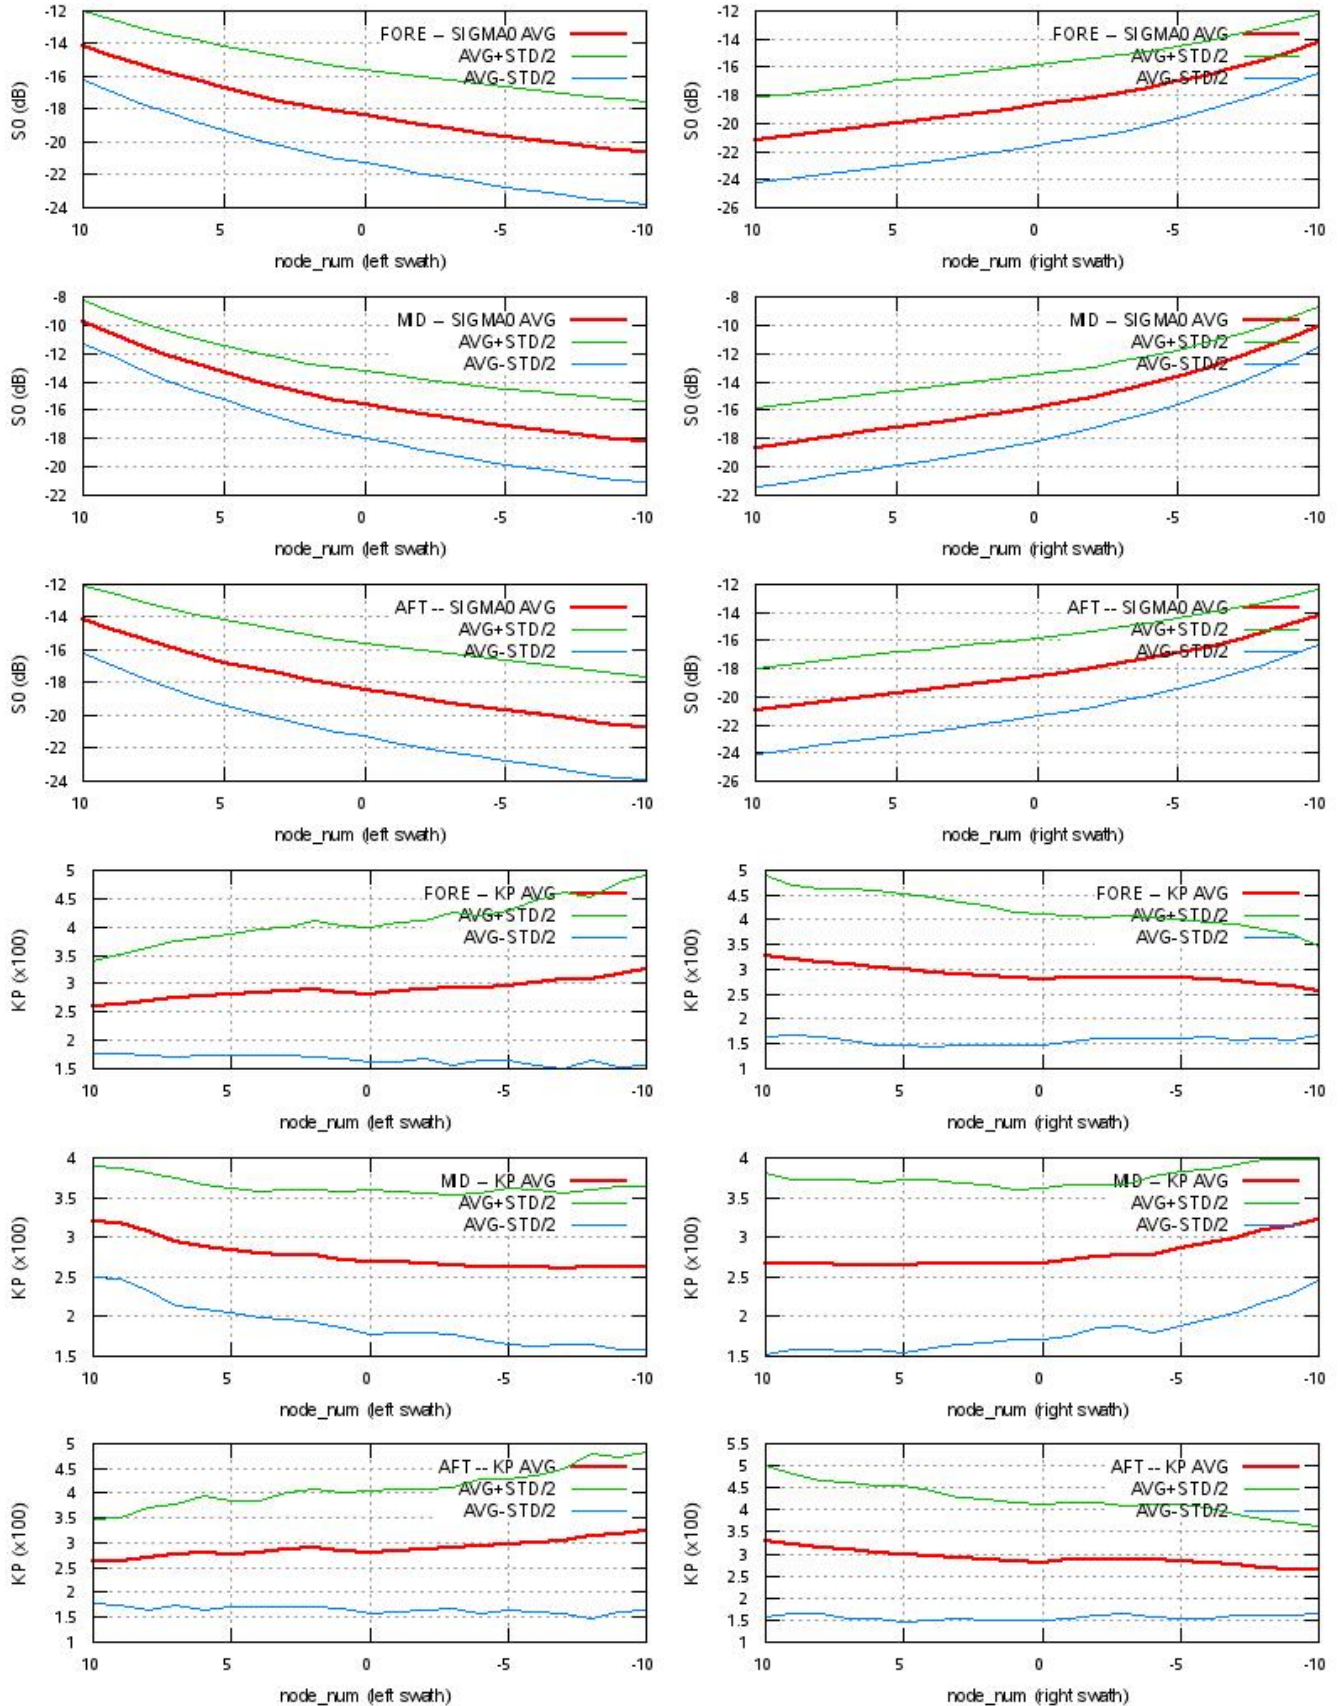 -12
-14
-16
-18
-20
-22
-24
S0 (dB)
FORE – SIGMA0 AVG
AVG+STD/2
AVG-STD/2
10 5 0 -5 -10
node_num (left swath)
-12
-14
-16
-18
-20
-22
-24
-26
S0 (dB)
FORE – SIGMA0 AVG
AVG+STD/2
AVG-STD/2
10 5 0 -5 -10
node_num (right swath)
-8
-10
-12
-14
-16
-18
-20
-22
S0 (dB)
MID – SIGMA0 AVG
AVG+STD/2
AVG-STD/2
10 5 0 -5 -10
node_num (left swath)
-8
-10
-12
-14
-16
-18
-20
-22
S0 (dB)
MID – SIGMA0 AVG
AVG+STD/2
AVG-STD/2
10 5 0 -5 -10
node_num (right swath)
-12
-14
-16
-18
-20
-22
-24
S0 (dB)
AFT -- SIGMA0 AVG
AVG+STD/2
AVG-STD/2
10 5 0 -5 -10
node_num (left swath)
-12
-14
-16
-18
-20
-22
-24
-26
S0 (dB)
AFT -- SIGMA0 AVG
AVG+STD/2
AVG-STD/2
10 5 0 -5 -10
node_num (right swath)
5
4.5
4
3.5
3
2.5
2
1.5
KP (x100)
FORE – KP AVG
AVG+STD/2
AVG-STD/2
10 5 0 -5 -10
node_num (left swath)
5
4.5
4
3.5
3
2.5
2
1.5
1
KP (x100)
FORE – KP AVG
AVG+STD/2
AVG-STD/2
10 5 0 -5 -10
node_num (right swath)
4
3.5
3
2.5
2
1.5
KP (x100)
MID – KP AVG
AVG+STD/2
AVG-STD/2
10 5 0 -5 -10
node_num (left swath)
4
3.5
3
2.5
2
1.5
KP (x100)
MID – KP AVG
AVG+STD/2
AVG-STD/2
10 5 0 -5 -10
node_num (right swath)
5
4.5
4
3.5
3
2.5
2
1.5
1
KP (x100)
AFT -- KP AVG
AVG+STD/2
AVG-STD/2
10 5 0 -5 -10
node_num (left swath)
5.5
5
4.5
4
3.5
3
2.5
2
1.5
1
KP (x100)
AFT -- KP AVG
AVG+STD/2
AVG-STD/2
10 5 0 -5 -10
node_num (right swath)